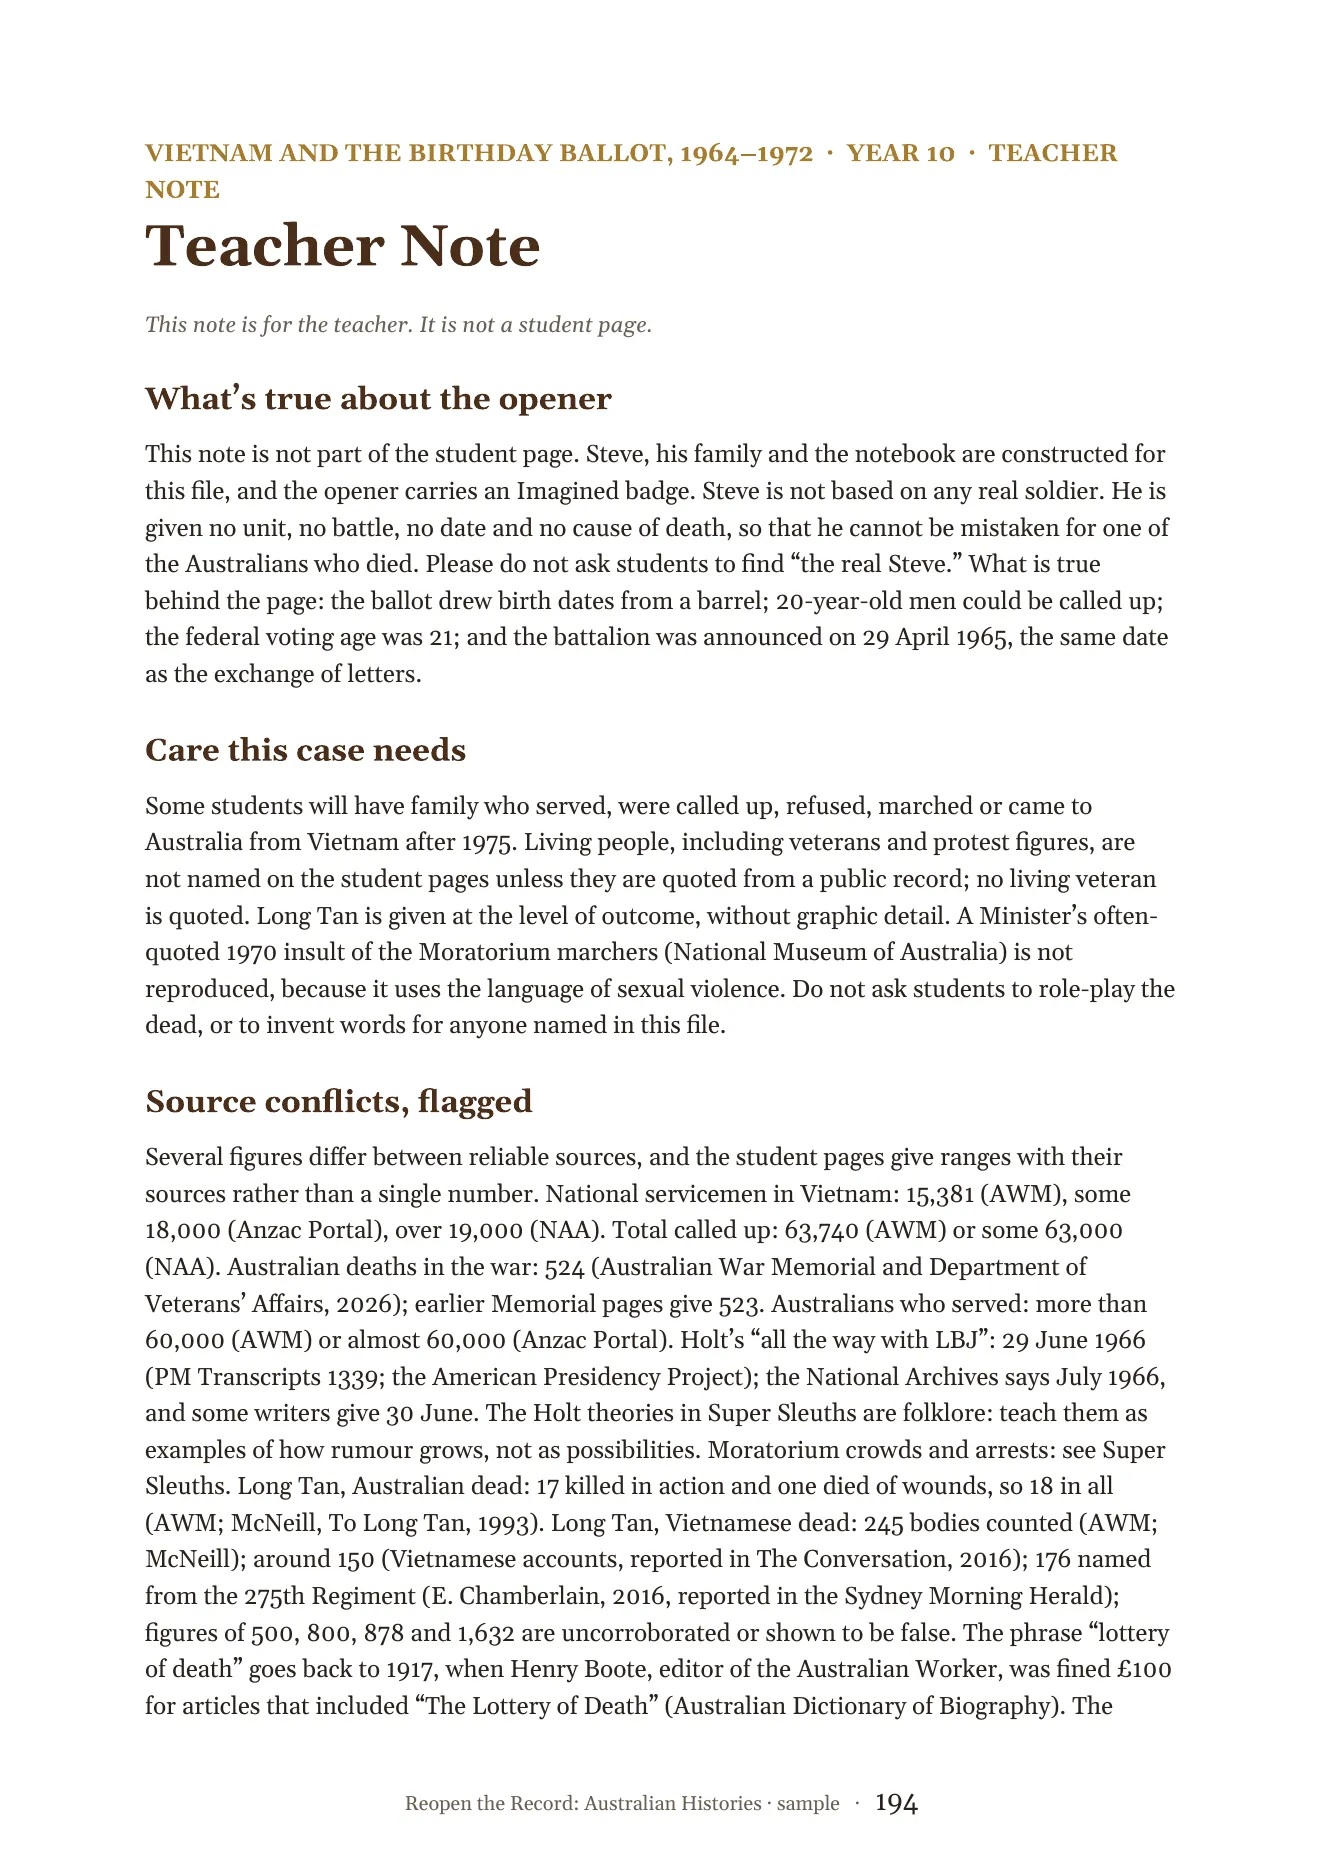 VIETNAM AND THE BIRTHDAY BALLOT, 1964–1972 · YEAR 10 · TEACHER
NOTE
Teacher Note
This note is for the teacher. It is not a student page.
What’s true about the opener
This note is not part of the student page. Steve, his family and the notebook are constructed for
this file, and the opener carries an Imagined badge. Steve is not based on any real soldier. He is
given no unit, no battle, no date and no cause of death, so that he cannot be mistaken for one of
the Australians who died. Please do not ask students to find “the real Steve.” What is true
behind the page: the ballot drew birth dates from a barrel; 20-year-old men could be called up;
the federal voting age was 21; and the battalion was announced on 29 April 1965, the same date
as the exchange of letters.
Care this case needs
Some students will have family who served, were called up, refused, marched or came to
Australia from Vietnam after 1975. Living people, including veterans and protest figures, are
not named on the student pages unless they are quoted from a public record; no living veteran
is quoted. Long Tan is given at the level of outcome, without graphic detail. A Minister’s often-
quoted 1970 insult of the Moratorium marchers (National Museum of Australia) is not
reproduced, because it uses the language of sexual violence. Do not ask students to role-play the
dead, or to invent words for anyone named in this file.
Source conflicts, flagged
Several figures differ between reliable sources, and the student pages give ranges with their
sources rather than a single number. National servicemen in Vietnam: 15,381 (AWM), some
18,000 (Anzac Portal), over 19,000 (NAA). Total called up: 63,740 (AWM) or some 63,000
(NAA). Australian deaths in the war: 524 (Australian War Memorial and Department of
Veterans’ Affairs, 2026); earlier Memorial pages give 523. Australians who served: more than
60,000 (AWM) or almost 60,000 (Anzac Portal). Holt’s “all the way with LBJ”: 29 June 1966
(PM Transcripts 1339; the American Presidency Project); the National Archives says July 1966,
and some writers give 30 June. The Holt theories in Super Sleuths are folklore: teach them as
examples of how rumour grows, not as possibilities. Moratorium crowds and arrests: see Super
Sleuths. Long Tan, Australian dead: 17 killed in action and one died of wounds, so 18 in all
(AWM; McNeill, To Long Tan, 1993). Long Tan, Vietnamese dead: 245 bodies counted (AWM;
McNeill); around 150 (Vietnamese accounts, reported in The Conversation, 2016); 176 named
from the 275th Regiment (E. Chamberlain, 2016, reported in the Sydney Morning Herald);
figures of 500, 800, 878 and 1,632 are uncorroborated or shown to be false. The phrase “lottery
of death” goes back to 1917, when Henry Boote, editor of the Australian Worker, was fined £100
for articles that included “The Lottery of Death” (Australian Dictionary of Biography). The
Reopen the Record: Australian Histories · sample · 194